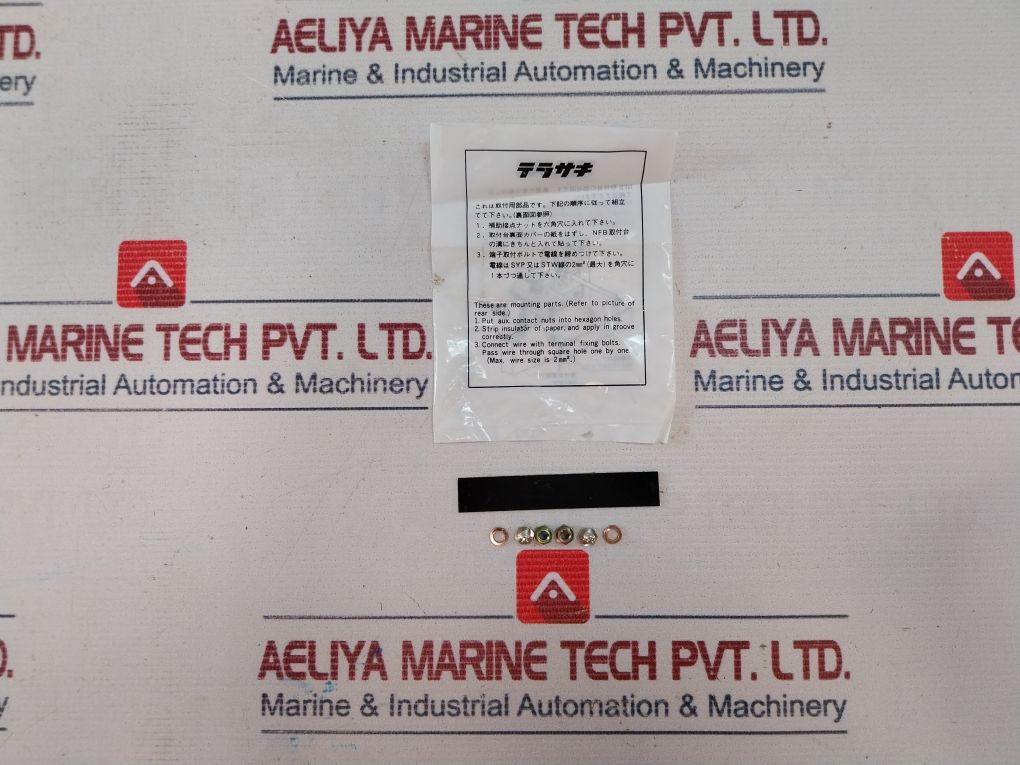 TD.
ery
AELIYA MARINE TECH PVT. LTD.
Marine & Industrial Automation & Machinery
テラサキ
これは取付用部品です。下記の順序に従って組立
てて下さい。(裏面図参照)
1. 補助接点ナットを六角穴に入れて下さい。
2. 取付台裏面カバーの紙をはずし、NFB取付台
の溝にきちんと入れて貼って下さい。
3. 端子取付ボルトで電線を締めつけて下さい。
電線はSYP又はSTW線の2mm²(最大)を角穴に
1本づつ通して下さい。
These are mounting parts. (Refer to picture of
rear side.)
1. Put aux. contact nuts into hexagon holes.
2. Strip insulator of paper, and apply in groove
correctly.
3. Connect wire with terminal fixing bolts.
Pass wire through square hole one by one.
(Max. wire size is 2mm².)
MARINE TECH PVT. LTD.
ndustrial Automation & Machinery
AELIYA MARINE TECH
Marine & Industrial Autom
D.
y
AELIYA MARINE TECH PVT. LTD.
Marine & Industrial Automation & Machinery